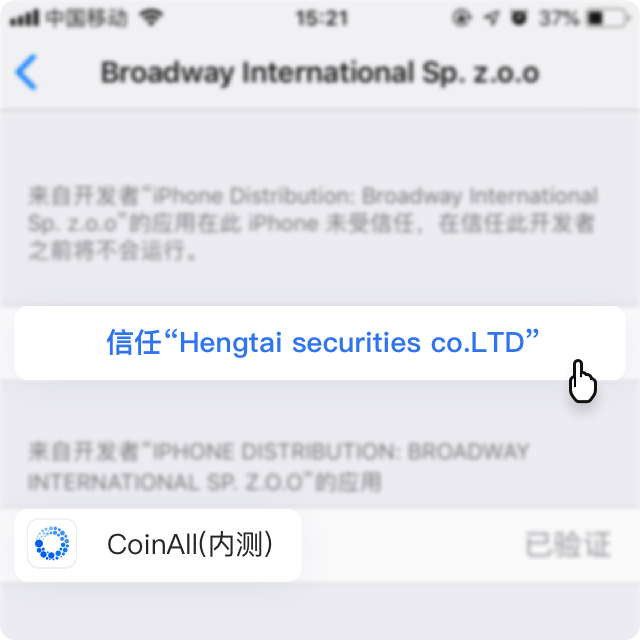 中国移动 15:21 37%
Broadway International Sp. z.o.o
来自开发者“iPhone Distribution: Broadway International
Sp. z.o.o”的应用在此 iPhone 未受信任，在信任此开发者
之前将不会运行。
信任“Hengtai securities co.LTD”
来自开发者“IPHONE DISTRIBUTION: BROADWAY
INTERNATIONAL SP. Z.O.O”的应用
CoinAll(内测) 已验证